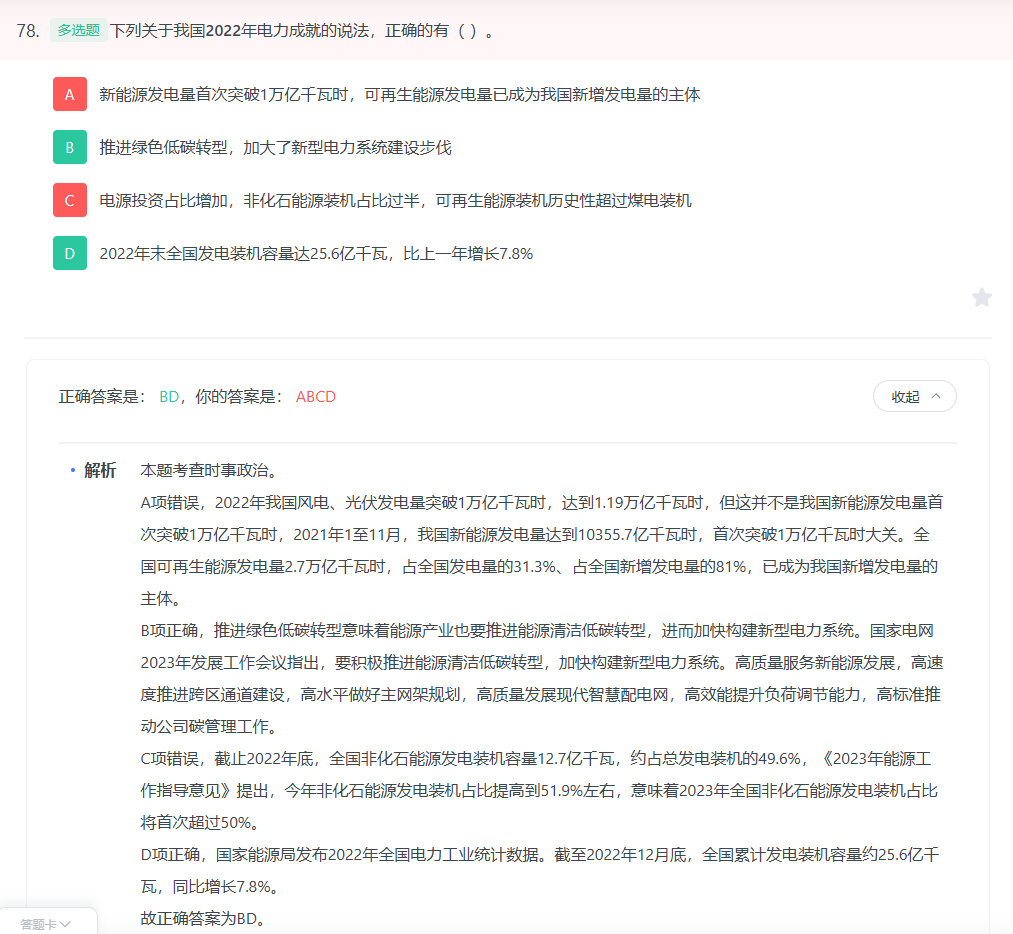 78. 多选题 下列关于我国2022年电力成就的说法，正确的有（ ）。
A 新能源发电量首次突破1万亿千瓦时，可再生能源发电量已成为我国新增发电量的主体
B 推进绿色低碳转型，加大了新型电力系统建设步伐
C 电源投资占比增加，非化石能源装机占比过半，可再生能源装机历史性超过煤电装机
D 2022年末全国发电装机容量达25.6亿千瓦，比上一年增长7.8%
正确答案是： BD，你的答案是： ABCD 收起
解析 本题考查时事政治。
A项错误，2022年我国风电、光伏发电量突破1万亿千瓦时，达到1.19万亿千瓦时，但这并不是我国新能源发电量首
次突破1万亿千瓦时，2021年1至11月，我国新能源发电量达到10355.7亿千瓦时，首次突破1万亿千瓦时大关。全
国可再生能源发电量2.7万亿千瓦时，占全国发电量的31.3%、占全国新增发电量的81%，已成为我国新增发电量的
主体。
B项正确，推进绿色低碳转型意味着能源产业也要推进能源清洁低碳转型，进而加快构建新型电力系统。国家电网
2023年发展工作会议指出，要积极推进能源清洁低碳转型，加快构建新型电力系统。高质量服务新能源发展，高速
度推进跨区通道建设，高水平做好主网架规划，高质量发展现代智慧配电网，高效能提升负荷调节能力，高标准推
动公司碳管理工作。
C项错误，截止2022年底，全国非化石能源发电装机容量12.7亿千瓦，约占总发电装机的49.6%，《2023年能源工
作指导意见》提出，今年非化石能源发电装机占比提高到51.9%左右，意味着2023年全国非化石能源发电装机占比
将首次超过50%。
D项正确，国家能源局发布2022年全国电力工业统计数据。截至2022年12月底，全国累计发电装机容量约25.6亿千
瓦，同比增长7.8%。
故正确答案为BD。
答题卡